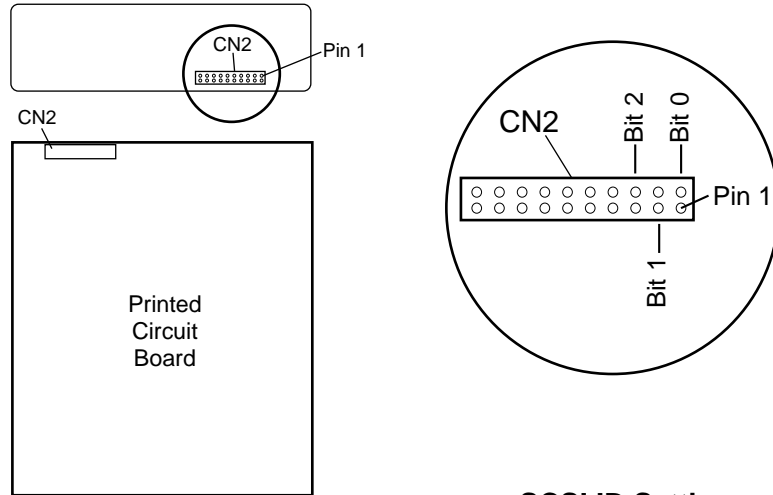 CN2
Pin 1
CN2
Printed
Circuit
Board
CN2
Bit 2
Bit 0
Pin 1
Bit 1